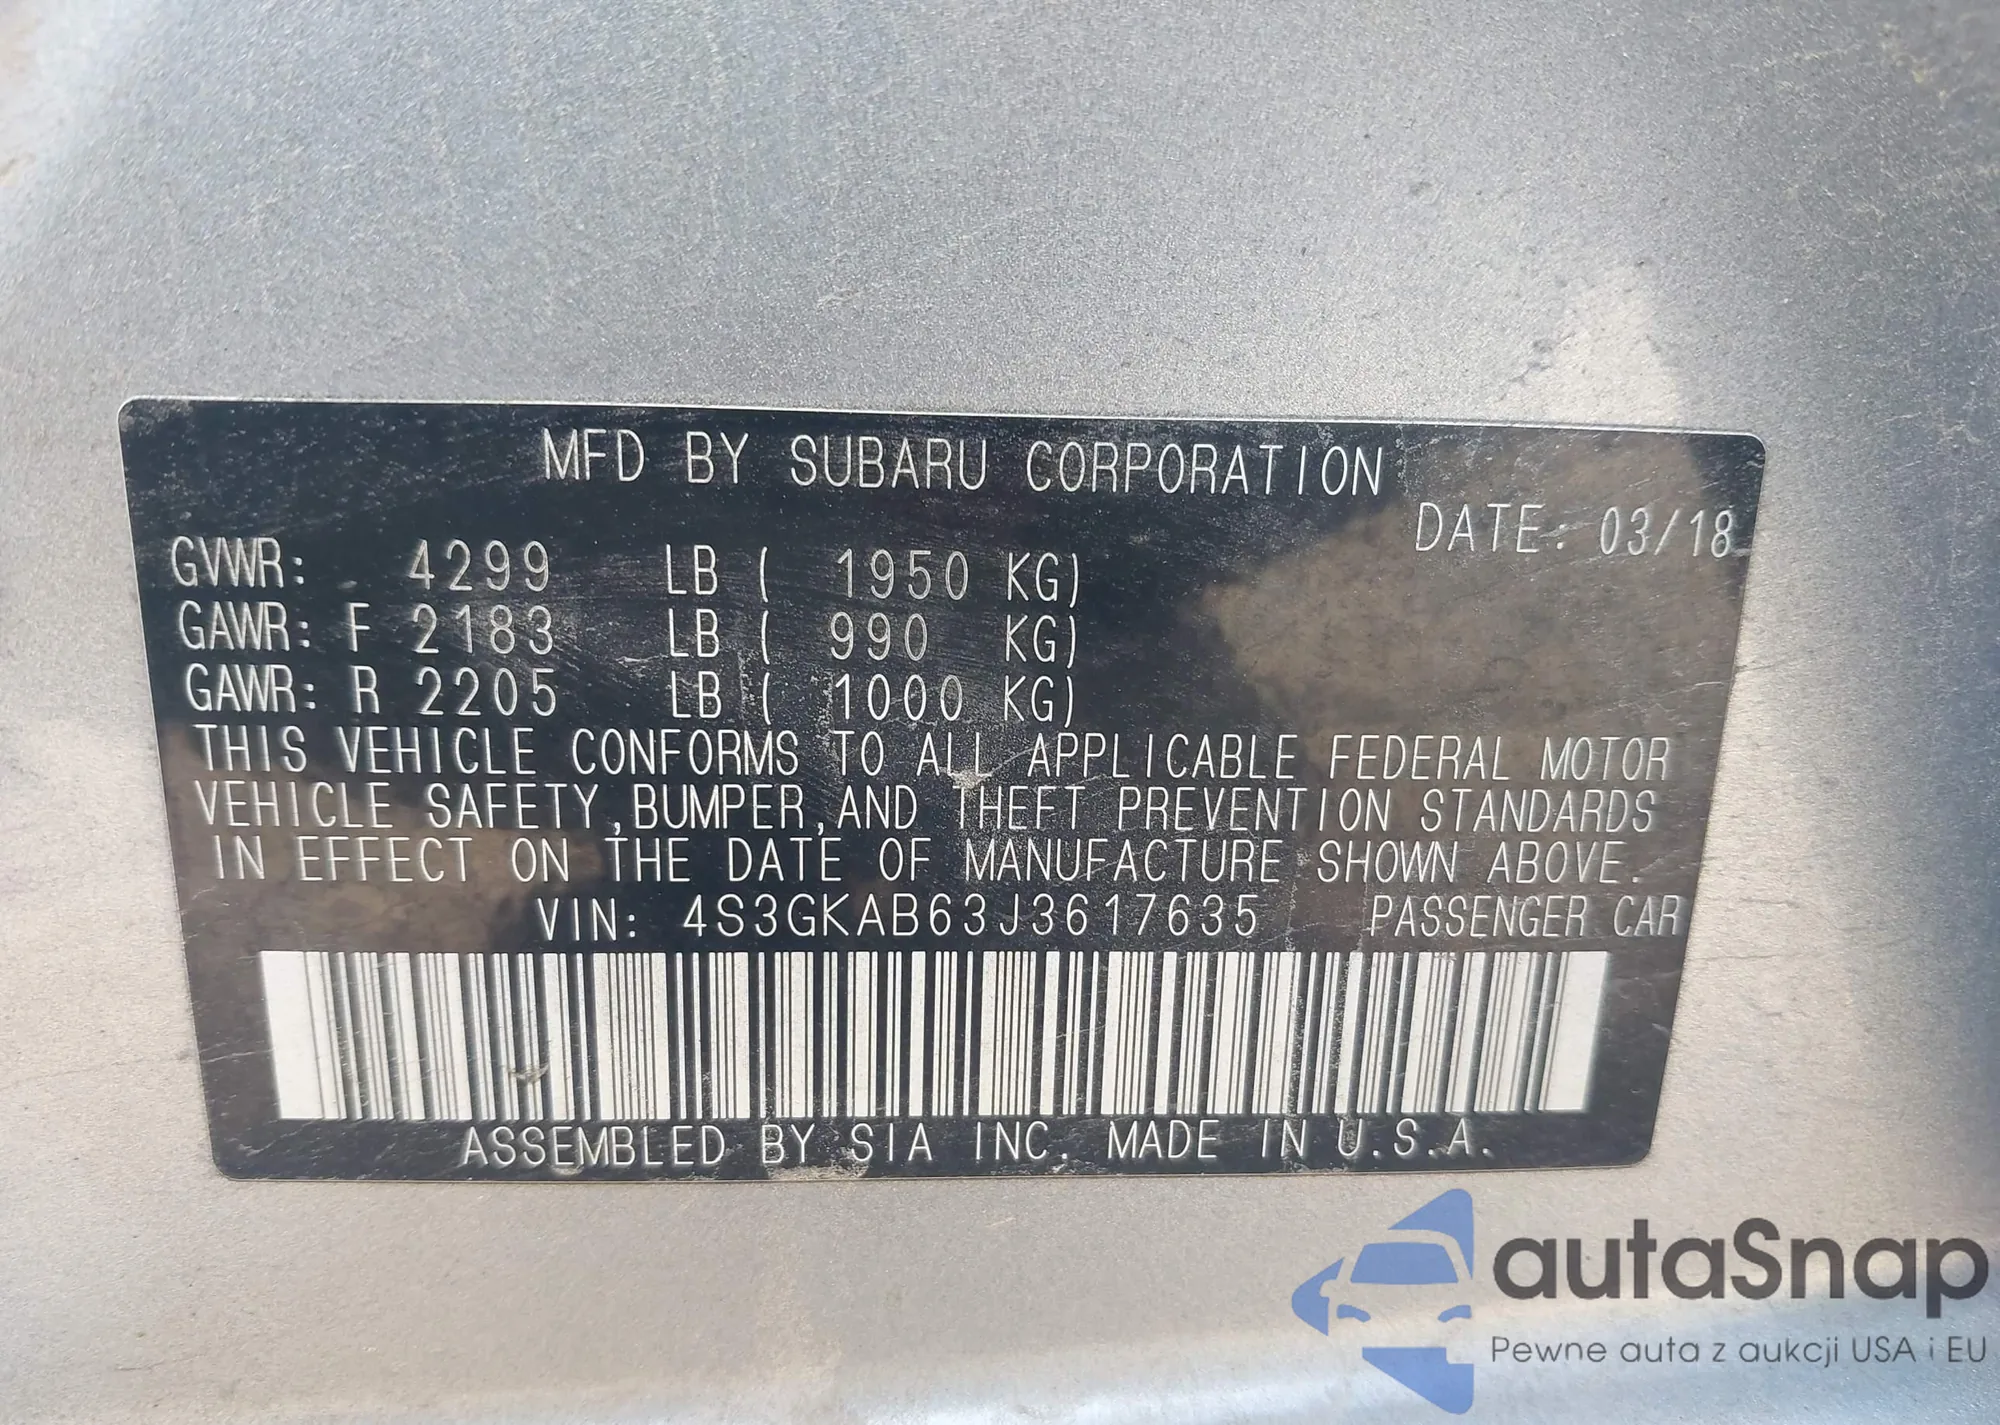 MFD BY SUBARU CORPORATION
DATE: 03/18
GVWR: 4299 LB ( 1950 KG)
GAWR: F 2183 LB ( 990 KG)
GAWR: R 2205 LB ( 1000 KG)
THIS VEHICLE CONFORMS TO ALL APPLICABLE FEDERAL MOTOR
VEHICLE SAFETY,BUMPER,AND THEFT PREVENTION STANDARDS
IN EFFECT ON THE DATE OF MANUFACTURE SHOWN ABOVE.
VIN: 4S3GKAB63J3617635 PASSENGER CAR
ASSEMBLED BY SIA INC. MADE IN U.S.A.
autaSnap
Pewne auta z aukcji USA i EU